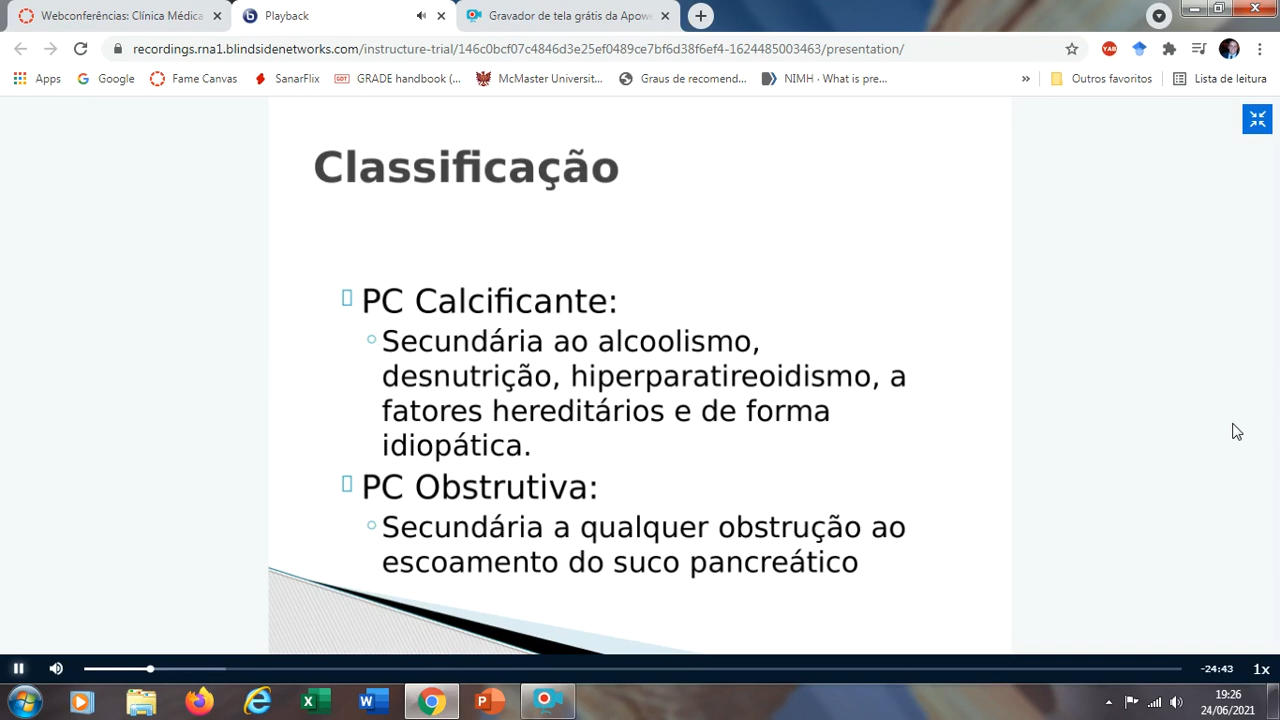 Webconferências: Clínica Médica
Playback
Gravador de tela grátis da Apowe
recordings.rna1.blindsidenetworks.com/instructure-trial/146c0bcf07c4846d3e25ef0489ce7bf6d38f6ef4-1624485003463/presentation/
YAB
Apps
Google
Fame Canvas
SanarFlix
GDT
GRADE handbook (...
McMaster Universit...
Graus de recomend...
NIMH · What is pre...
»
Outros favoritos
Lista de leitura
Classificação
PC Calcificante:
Secundária ao alcoolismo,
desnutrição, hiperparatireoidismo, a
fatores hereditários e de forma
idiopática.
PC Obstrutiva:
Secundária a qualquer obstrução ao
escoamento do suco pancreático
-24:43
1x
19:26
24/06/2021